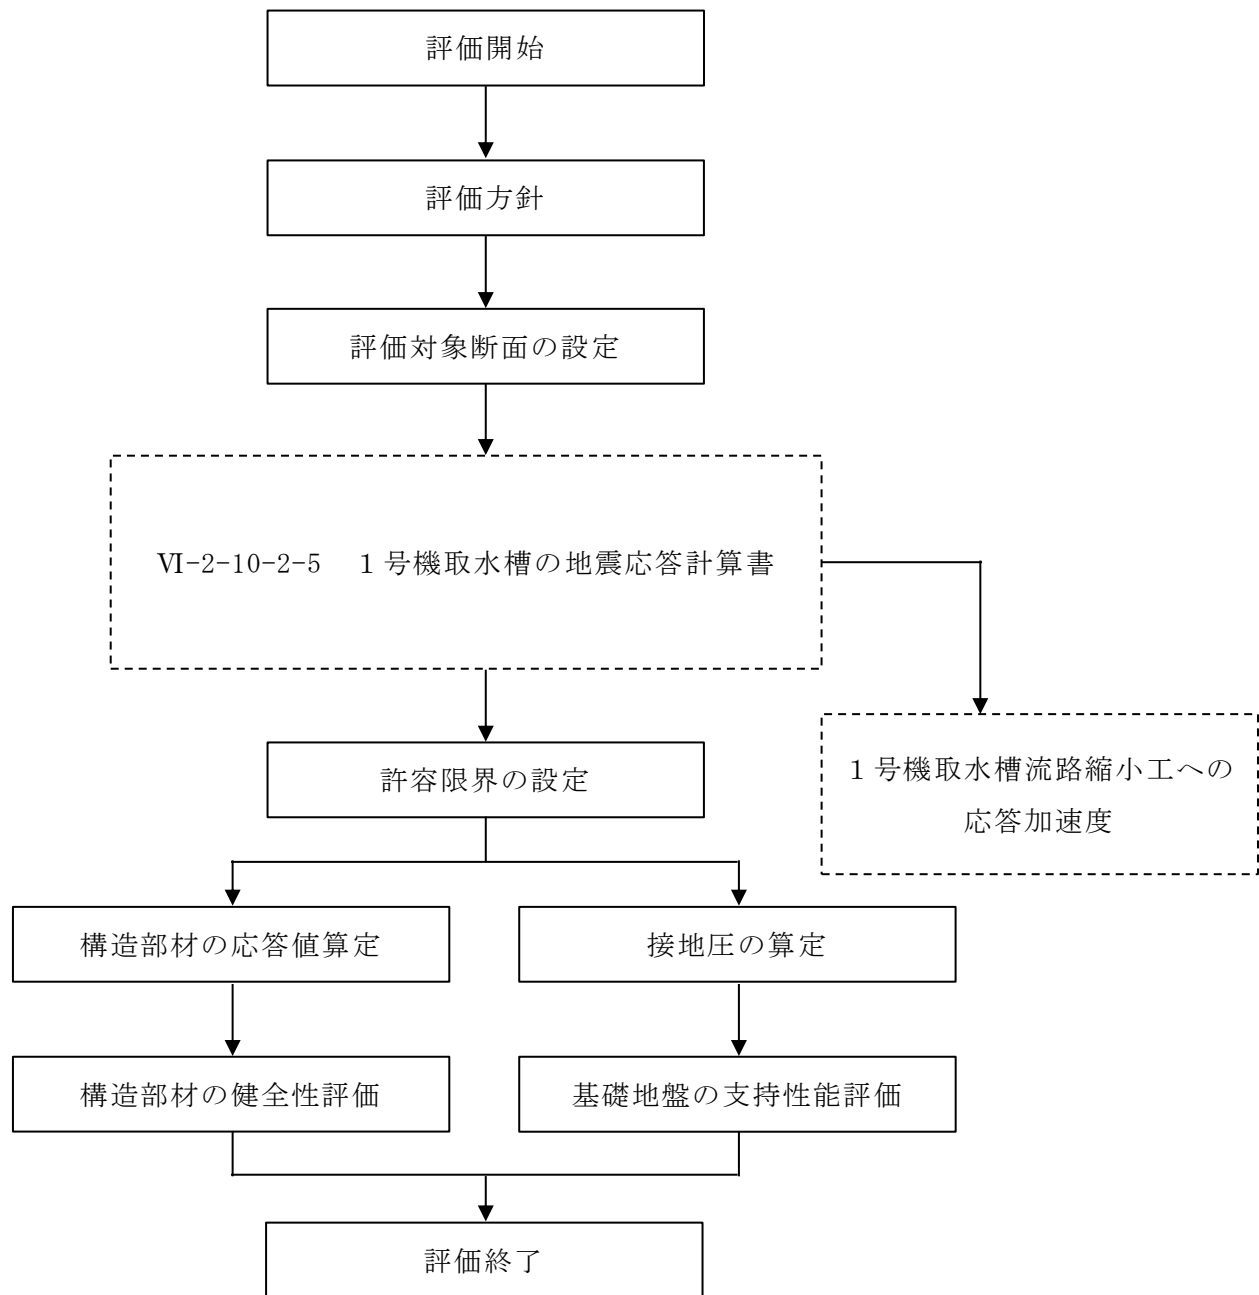 評価開始
評価方針
評価対象断面の設定
Ⅵ-2-10-2-5　１号機取水槽の地震応答計算書
許容限界の設定
１号機取水槽流路縮小工への
応答加速度
構造部材の応答値算定
接地圧の算定
構造部材の健全性評価
基礎地盤の支持性能評価
評価終了